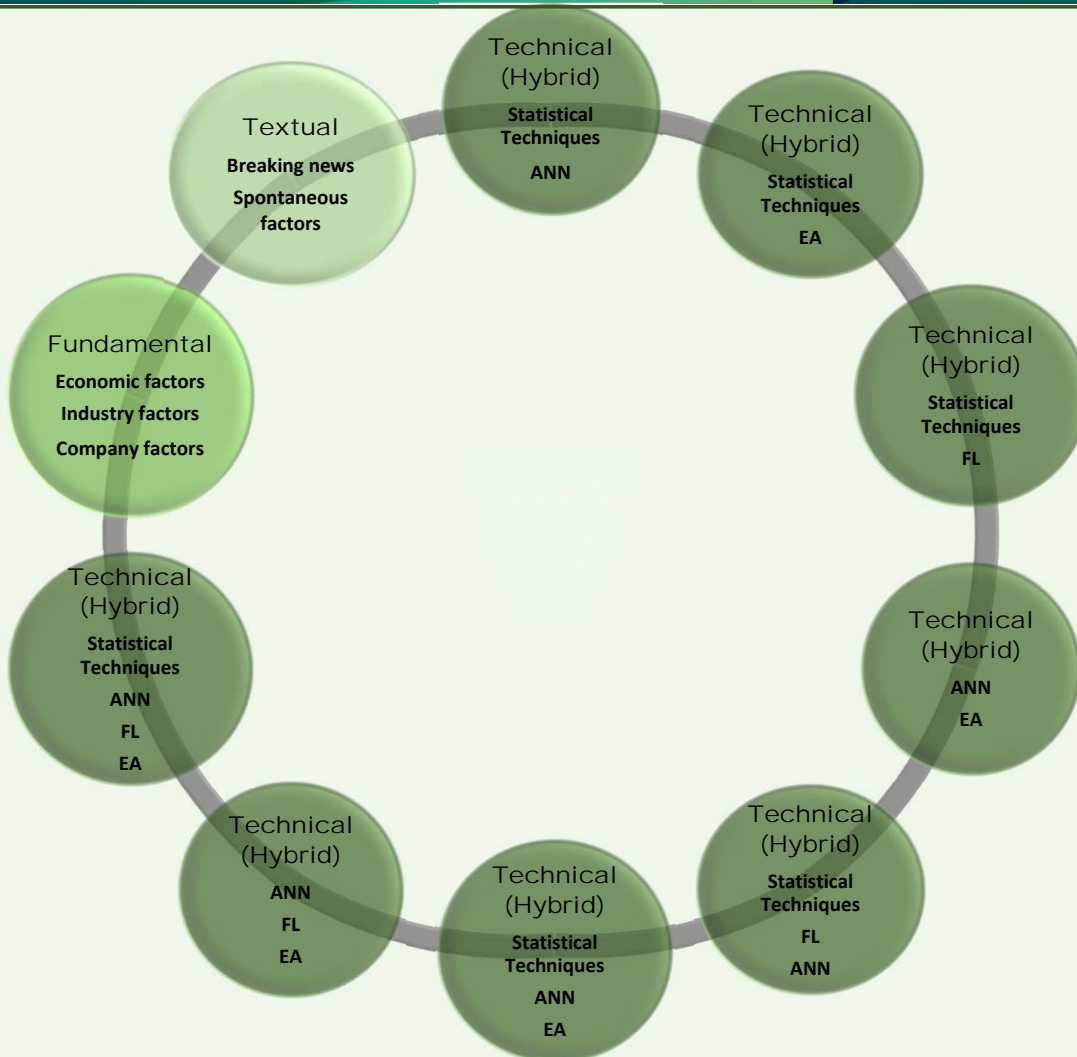 Technical
(Hybrid)
Statistical
Techniques
ANN
Technical
(Hybrid)
Statistical
Techniques
EA
Technical
(Hybrid)
Statistical
Techniques
FL
Technical
(Hybrid)
ANN
EA
Technical
(Hybrid)
Statistical
Techniques
FL
ANN
Technical
(Hybrid)
Statistical
Techniques
ANN
EA
Technical
(Hybrid)
ANN
FL
EA
Technical
(Hybrid)
Statistical
Techniques
ANN
FL
EA
Fundamental
Economic factors
Industry factors
Company factors
Textual
Breaking news
Spontaneous
factors